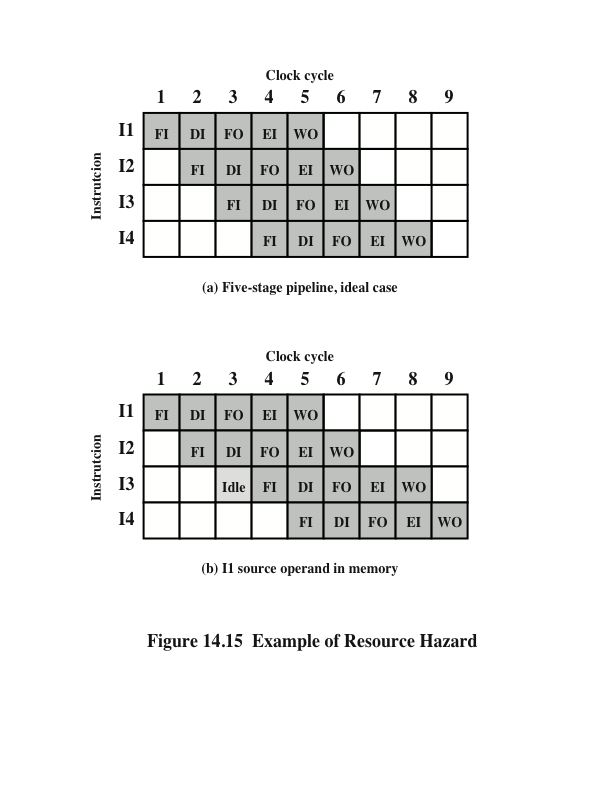 Clock cycle
1 2 3 4 5 6 7 8 9
Instrutcion
I1 FI DI FO EI WO
I2 FI DI FO EI WO
I3 FI DI FO EI WO
I4 FI DI FO EI WO
(a) Five-stage pipeline, ideal case
Clock cycle
1 2 3 4 5 6 7 8 9
Instrutcion
I1 FI DI FO EI WO
I2 FI DI FO EI WO
I3 Idle FI DI FO EI WO
I4 FI DI FO EI WO
(b) I1 source operand in memory
Figure 14.15 Example of Resource Hazard